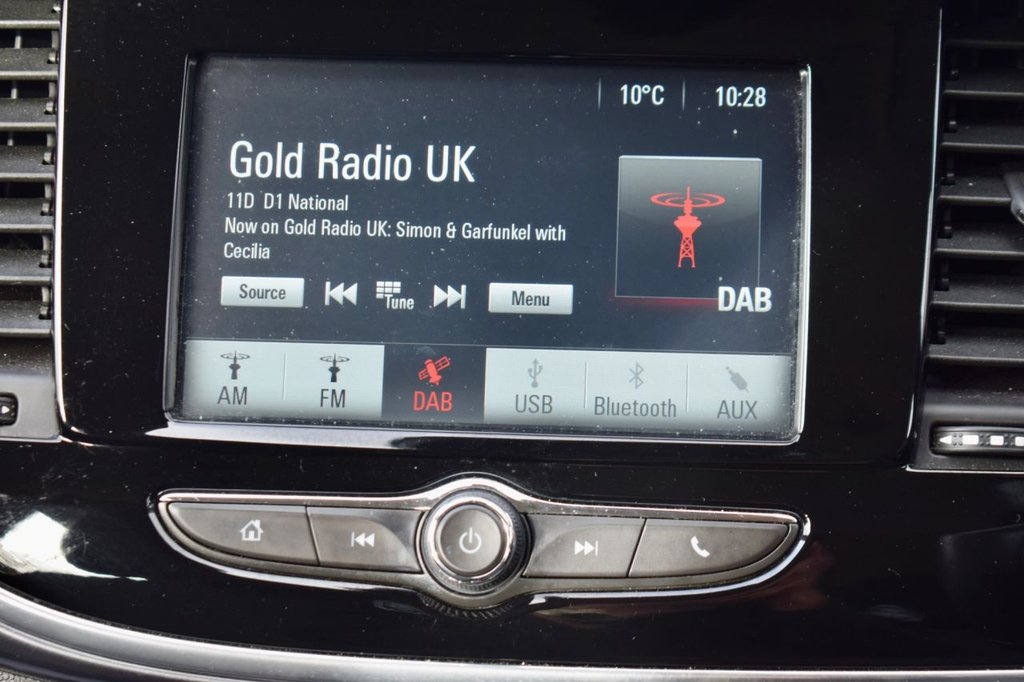 10°C 10:28
Gold Radio UK
11D D1 National
Now on Gold Radio UK: Simon & Garfunkel with
Cecilia
Source Tune Menu
DAB
AM FM DAB USB Bluetooth AUX